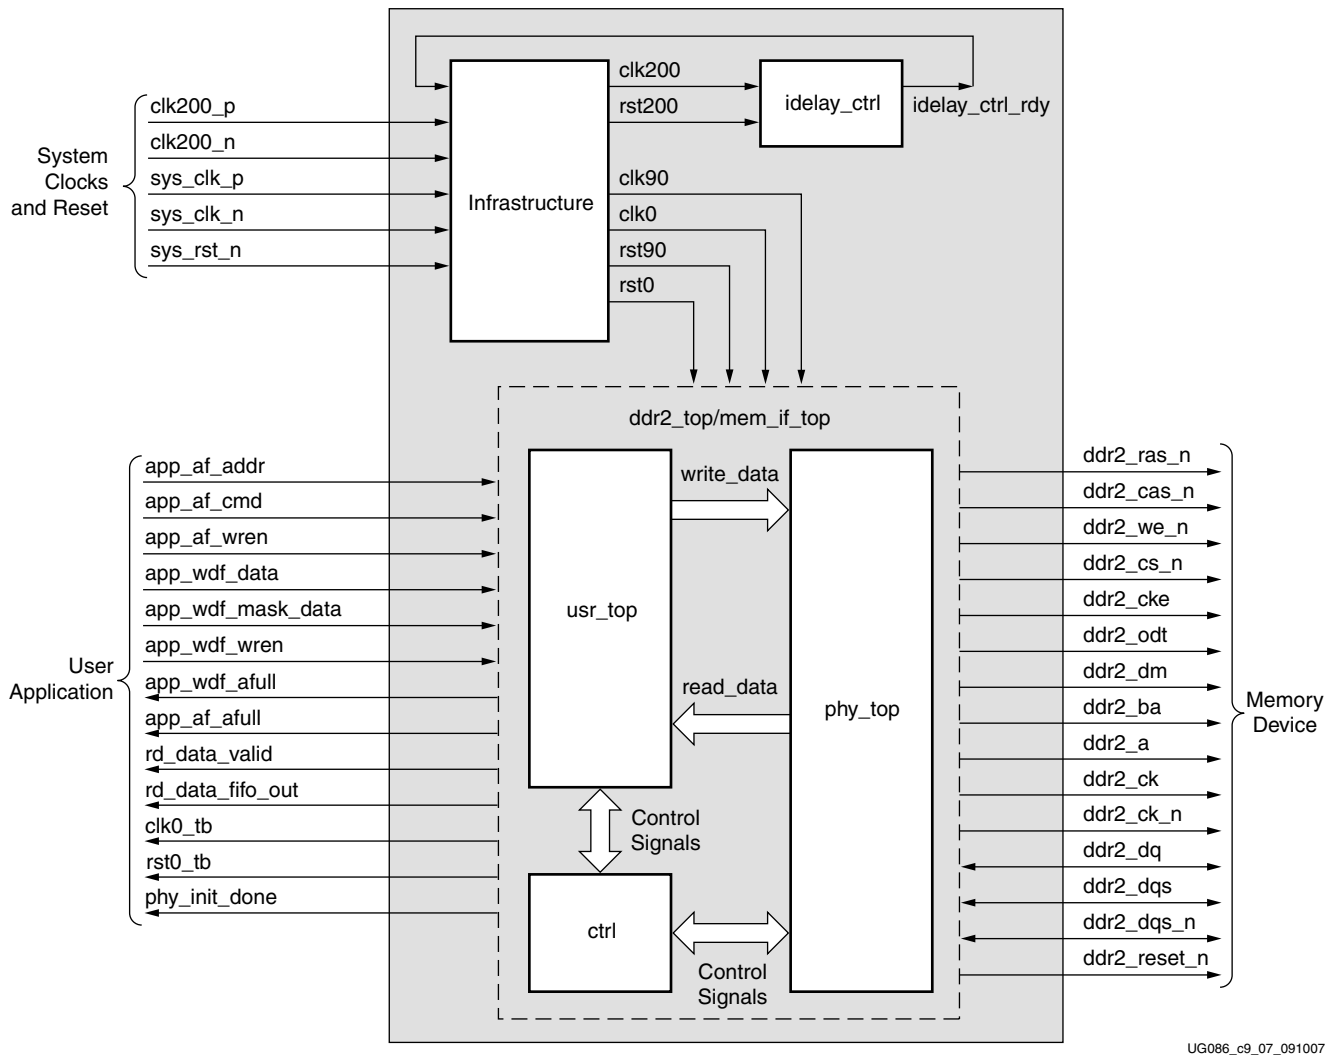 clk200
rst200
idelay_ctrl
idelay_ctrl_rdy
clk200_p
clk200_n
sys_clk_p
sys_clk_n
sys_rst_n
System
Clocks
and Reset
Infrastructure
clk90
clk0
rst90
rst0
ddr2_top/mem_if_top
app_af_addr
app_af_cmd
app_af_wren
app_wdf_data
app_wdf_mask_data
app_wdf_wren
app_wdf_afull
app_af_afull
rd_data_valid
rd_data_fifo_out
clk0_tb
rst0_tb
phy_init_done
User
Application
write_data
usr_top
read_data
phy_top
Control
Signals
ctrl
Control
Signals
ddr2_ras_n
ddr2_cas_n
ddr2_we_n
ddr2_cs_n
ddr2_cke
ddr2_odt
ddr2_dm
ddr2_ba
ddr2_a
ddr2_ck
ddr2_ck_n
ddr2_dq
ddr2_dqs
ddr2_dqs_n
ddr2_reset_n
Memory
Device
UG086_c9_07_091007